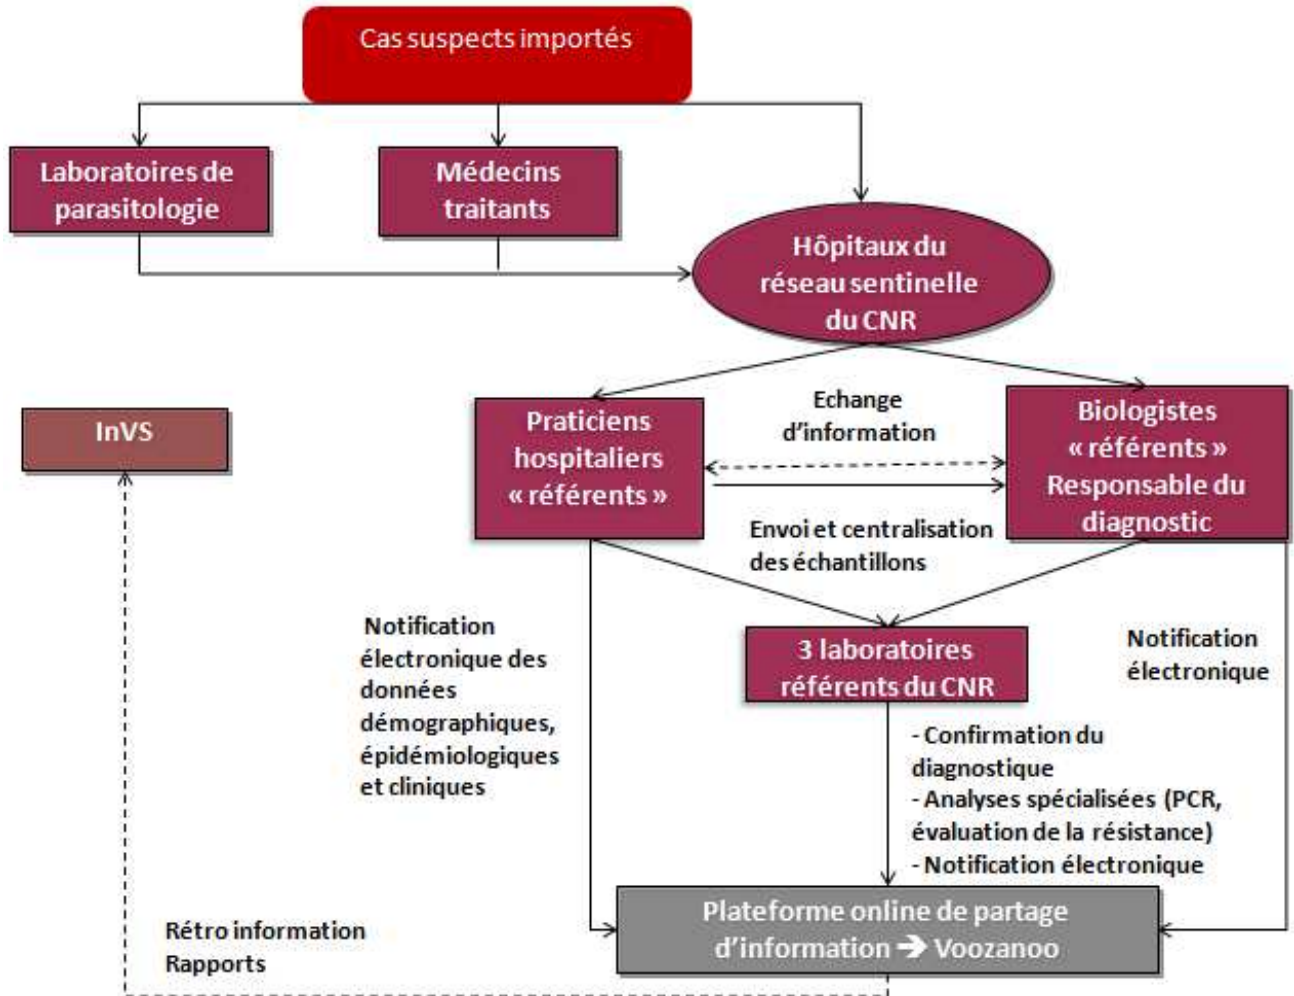 Cas suspects importés
Laboratoires de
parasitologie
Médecins
traitants
Hôpitaux du
réseau sentinelle
du CNR
InVS
Praticiens
hospitaliers
« référents »
Echange
d'information
Biologistes
« référents »
Responsable du
diagnostic
Envoi et centralisation
des échantillons
Notification
électronique des
données
démographiques,
épidémiologiques
et cliniques
3 laboratoires
référents du CNR
Notification
électronique
- Confirmation du
diagnostique
- Analyses spécialisées (PCR,
évaluation de la résistance)
- Notification électronique
Plateforme online de partage
d'information ➔ Voozanoo
Rétro information
Rapports